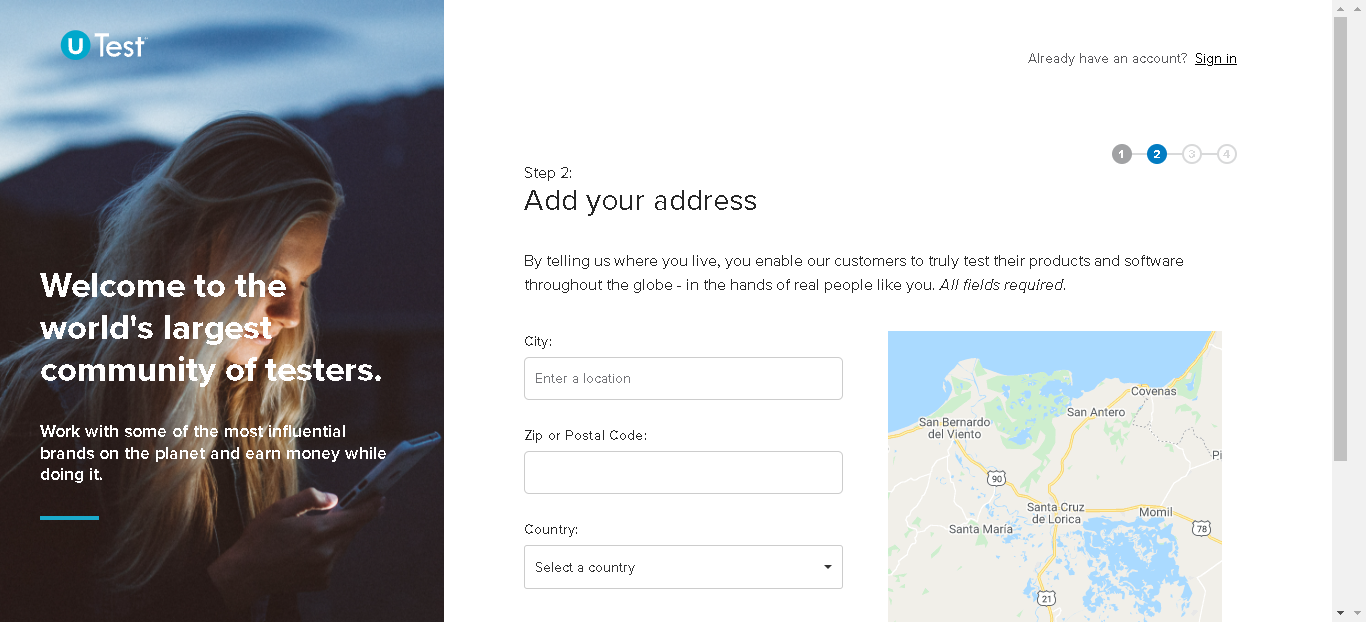 U Test™
Already have an account? Sign in
1 2 3 4
Step 2:
Add your address
By telling us where you live, you enable our customers to truly test their products and software
throughout the globe - in the hands of real people like you. All fields required.
Welcome to the
world's largest
community of testers.
Work with some of the most influential
brands on the planet and earn money while
doing it.
City:
Enter a location
Zip or Postal Code:
Country:
Select a country
Covenas
San Antero
San Bernardo
del Viento
Pi
90
Santa Cruz
de Lorica
Momil
Santa María
78
21